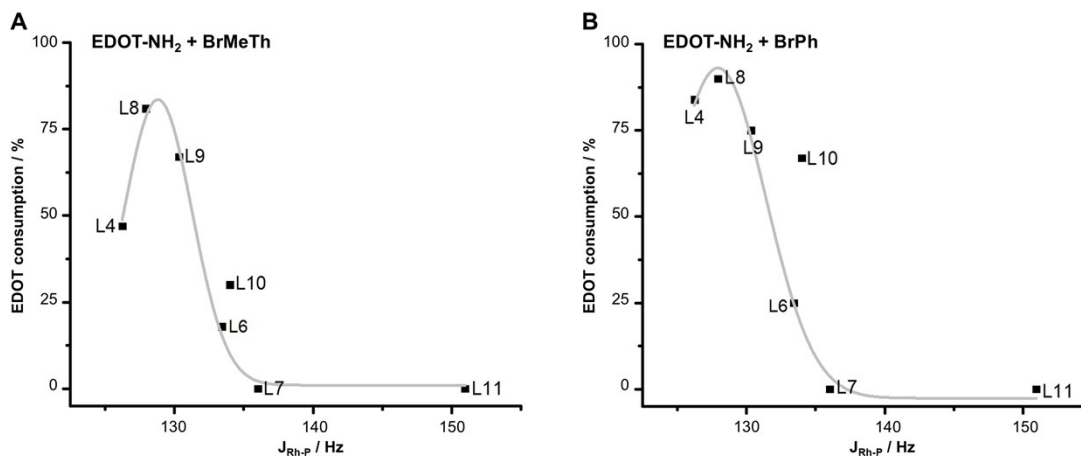 A
EDOT-NH₂ + BrMeTh
EDOT consumption / %
100
75
50
25
0
L8
L9
L4
L10
L6
L7
L11
130
140
150
J_Rh-P / Hz
B
EDOT-NH₂ + BrPh
EDOT consumption / %
100
75
50
25
0
L8
L4
L9
L10
L6
L7
L11
130
140
150
J_Rh-P / Hz